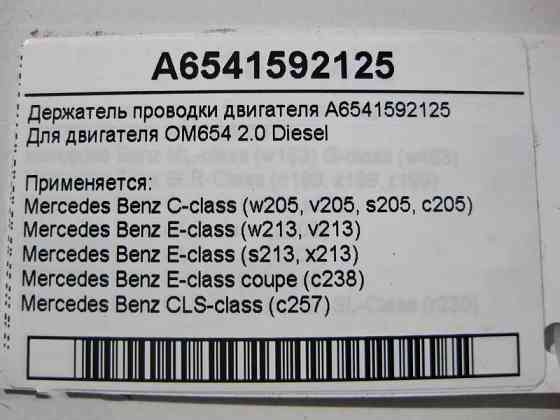 A6541592125
Держатель проводки двигателя A6541592125
Для двигателя OM654 2.0 Diesel
Применяется:
Mercedes Benz C-class (w205, v205, s205, c205)
Mercedes Benz E-class (w213, v213)
Mercedes Benz E-class (s213, x213)
Mercedes Benz E-class coupe (c238)
Mercedes Benz CLS-class (c257)